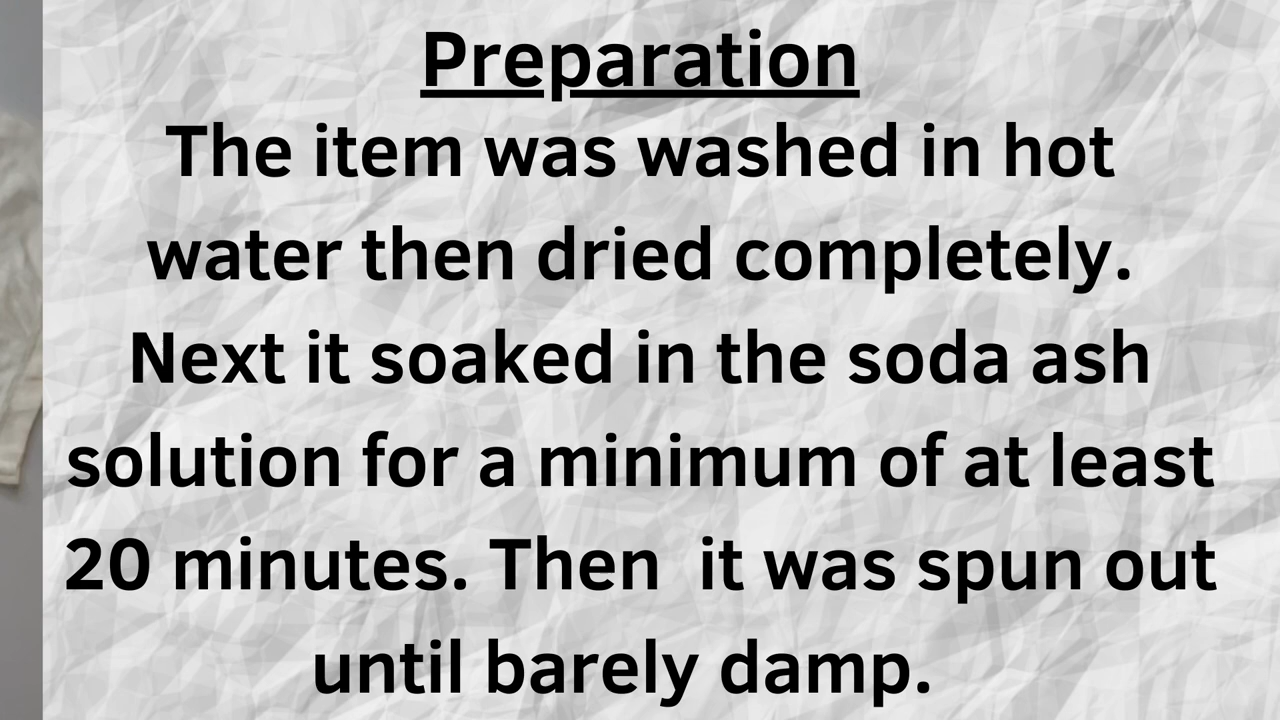 Preparation
The item was washed in hot
water then dried completely.
Next it soaked in the soda ash
solution for a minimum of at least
20 minutes. Then  it was spun out
until barely damp.